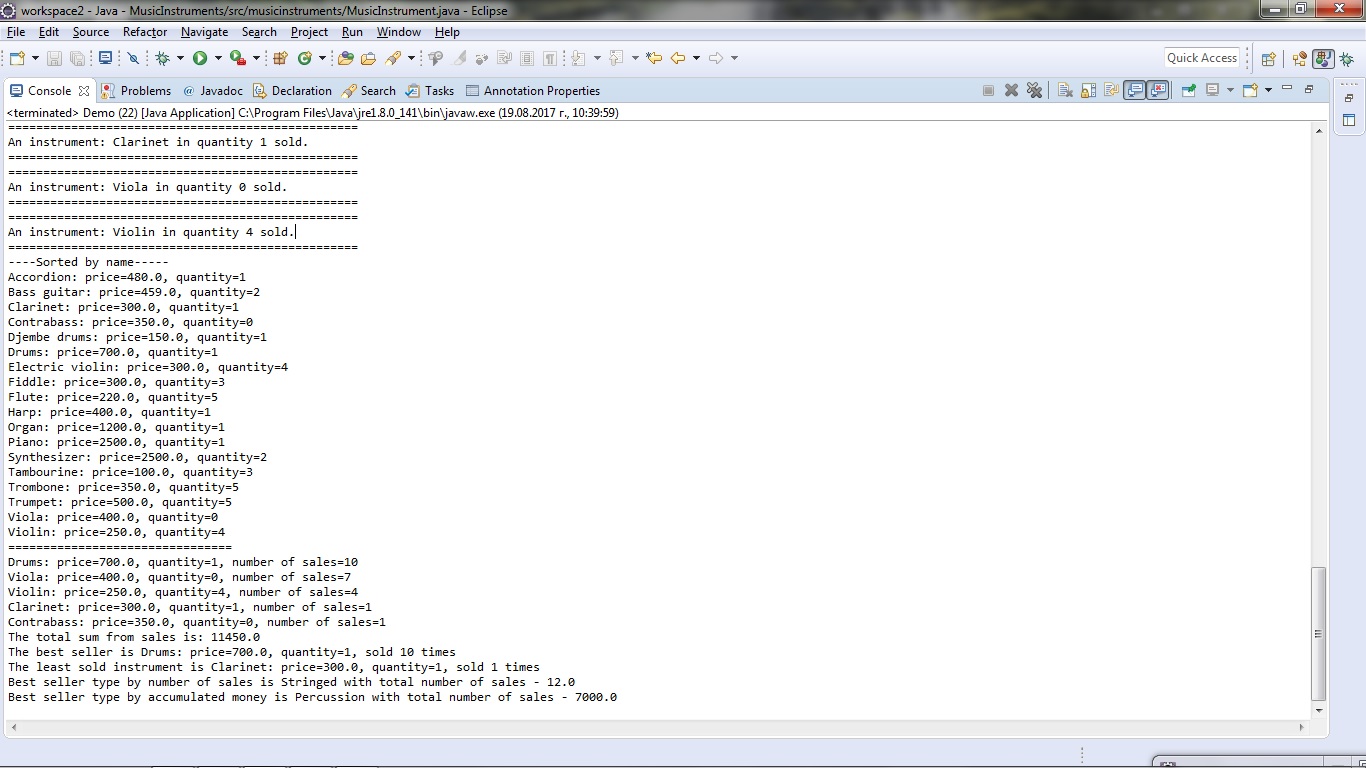 workspace2 - Java - MusicInstruments/src/musicinstruments/MusicInstrument.java - Eclipse
File Edit Source Refactor Navigate Search Project Run Window Help
Quick Access
Console Problems @ Javadoc Declaration Search Tasks Annotation Properties
<terminated> Demo (22) [Java Application] C:\Program Files\Java\jre1.8.0_141\bin\javaw.exe (19.08.2017 г., 10:39:59)
==================================================
An instrument: Clarinet in quantity 1 sold.
==================================================
==================================================
An instrument: Viola in quantity 0 sold.
==================================================
==================================================
An instrument: Violin in quantity 4 sold.
==================================================
----Sorted by name-----
Accordion: price=480.0, quantity=1
Bass guitar: price=459.0, quantity=2
Clarinet: price=300.0, quantity=1
Contrabass: price=350.0, quantity=0
Djembe drums: price=150.0, quantity=1
Drums: price=700.0, quantity=1
Electric violin: price=300.0, quantity=4
Fiddle: price=300.0, quantity=3
Flute: price=220.0, quantity=5
Harp: price=400.0, quantity=1
Organ: price=1200.0, quantity=1
Piano: price=2500.0, quantity=1
Synthesizer: price=2500.0, quantity=2
Tambourine: price=100.0, quantity=3
Trombone: price=350.0, quantity=5
Trumpet: price=500.0, quantity=5
Viola: price=400.0, quantity=0
Violin: price=250.0, quantity=4
================================
Drums: price=700.0, quantity=1, number of sales=10
Viola: price=400.0, quantity=0, number of sales=7
Violin: price=250.0, quantity=4, number of sales=4
Clarinet: price=300.0, quantity=1, number of sales=1
Contrabass: price=350.0, quantity=0, number of sales=1
The total sum from sales is: 11450.0
The best seller is Drums: price=700.0, quantity=1, sold 10 times
The least sold instrument is Clarinet: price=300.0, quantity=1, sold 1 times
Best seller type by number of sales is Stringed with total number of sales - 12.0
Best seller type by accumulated money is Percussion with total number of sales - 7000.0